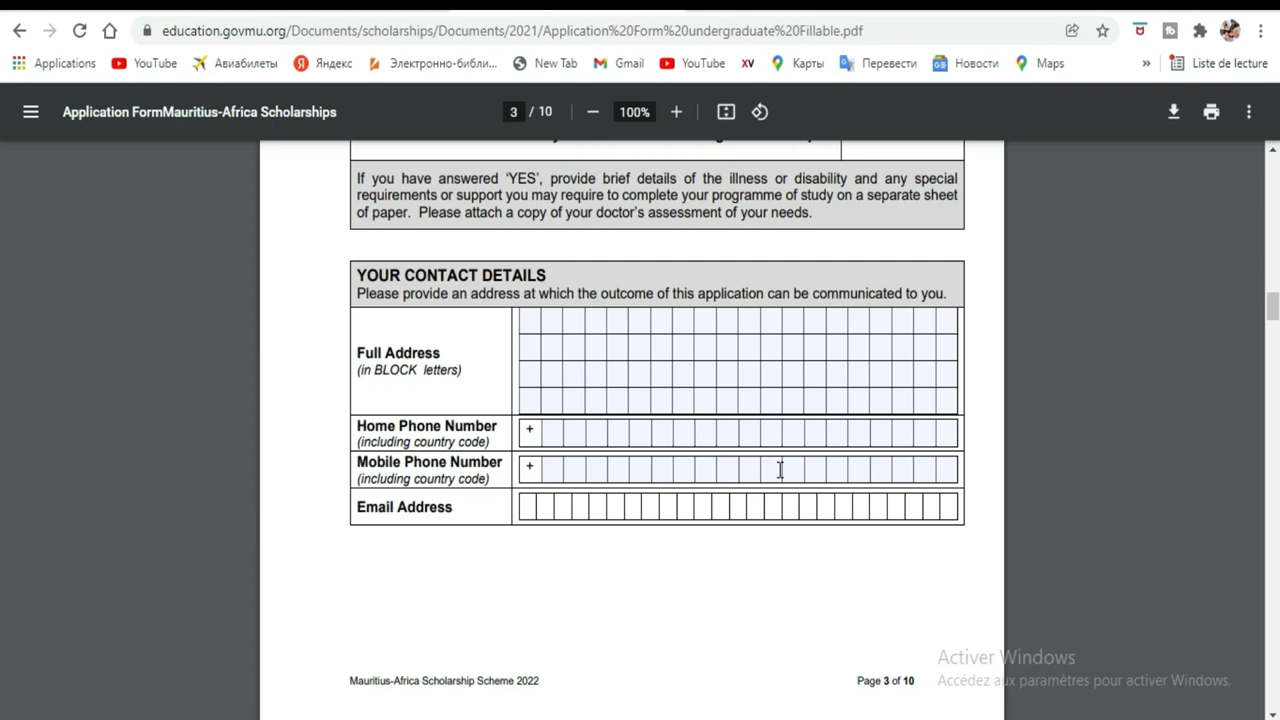 education.govmu.org/Documents/scholarships/Documents/2021/Application%20Form%20undergraduate%20Fillable.pdf
Applications YouTube Авиабилеты Яндекс Электронно-библи... New Tab Gmail YouTube XV Карты Перевести Новости Maps » Liste de lecture
Application FormMauritius-Africa Scholarships 3 / 10 100%
If you have answered ‘YES’, provide brief details of the illness or disability and any special
requirements or support you may require to complete your programme of study on a separate sheet
of paper. Please attach a copy of your doctor’s assessment of your needs.
YOUR CONTACT DETAILS
Please provide an address at which the outcome of this application can be communicated to you.
Full Address
(in BLOCK letters)
Home Phone Number
(including country code)
+
Mobile Phone Number
(including country code)
+
Email Address
Activer Windows
Accédez aux paramètres pour activer Windows.
Mauritius-Africa Scholarship Scheme 2022 Page 3 of 10